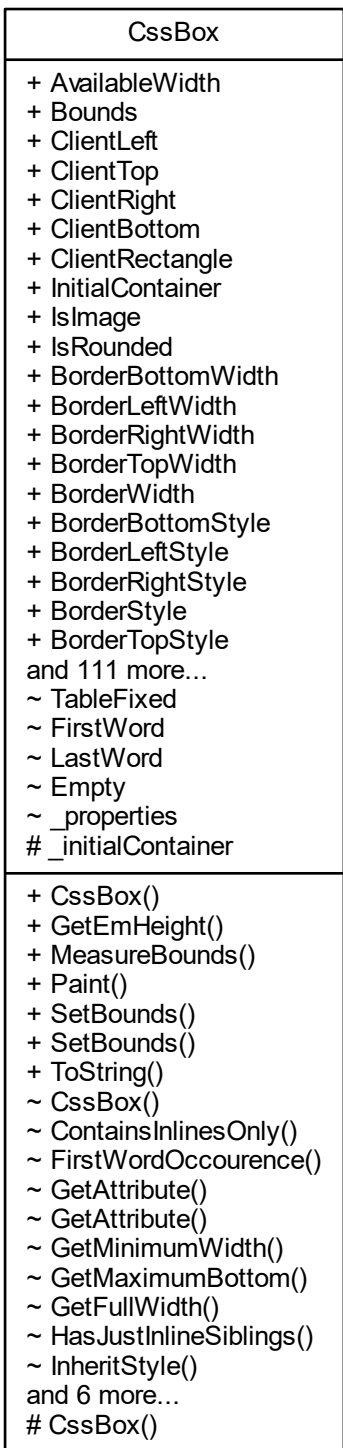 CssBox
+ AvailableWidth
+ Bounds
+ ClientLeft
+ ClientTop
+ ClientRight
+ ClientBottom
+ ClientRectangle
+ InitialContainer
+ IsImage
+ IsRounded
+ BorderBottomWidth
+ BorderLeftWidth
+ BorderRightWidth
+ BorderTopWidth
+ BorderWidth
+ BorderBottomStyle
+ BorderLeftStyle
+ BorderRightStyle
+ BorderStyle
+ BorderTopStyle
and 111 more...
~ TableFixed
~ FirstWord
~ LastWord
~ Empty
~ _properties
# _initialContainer
+ CssBox()
+ GetEmHeight()
+ MeasureBounds()
+ Paint()
+ SetBounds()
+ SetBounds()
+ ToString()
~ CssBox()
~ ContainsInlinesOnly()
~ FirstWordOccourence()
~ GetAttribute()
~ GetAttribute()
~ GetMinimumWidth()
~ GetMaximumBottom()
~ GetFullWidth()
~ HasJustInlineSiblings()
~ InheritStyle()
and 6 more...
# CssBox()